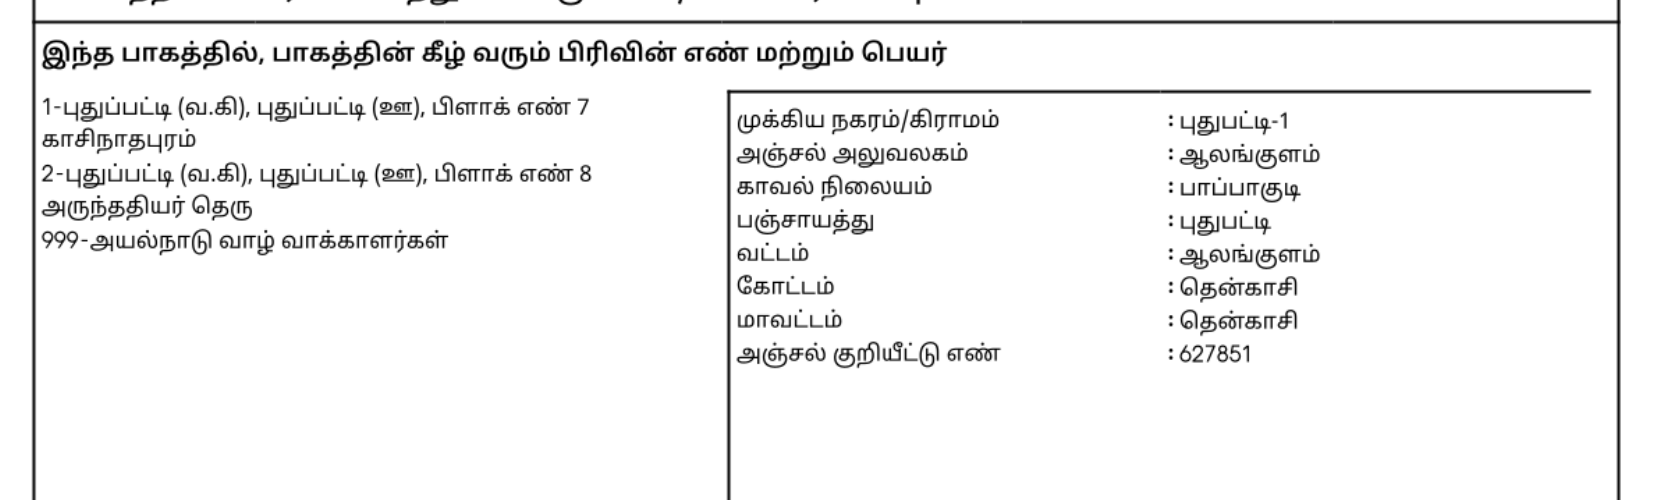 இந்த பாகத்தில், பாகத்தின் கீழ் வரும் பிரிவின் எண் மற்றும் பெயர்
1-புதுப்பட்டி (வ.கி), புதுப்பட்டி (ஊ), பிளாக் எண் 7
காசிநாதபுரம்
2-புதுப்பட்டி (வ.கி), புதுப்பட்டி (ஊ), பிளாக் எண் 8
அருந்ததியர் தெரு
999-அயல்நாடு வாழ் வாக்காளர்கள்
முக்கிய நகரம்/கிராமம் : புதுபட்டி-1
அஞ்சல் அலுவலகம் : ஆலங்குளம்
காவல் நிலையம் : பாப்பாகுடி
பஞ்சாயத்து : புதுபட்டி
வட்டம் : ஆலங்குளம்
கோட்டம் : தென்காசி
மாவட்டம் : தென்காசி
அஞ்சல் குறியீட்டு எண் : 627851